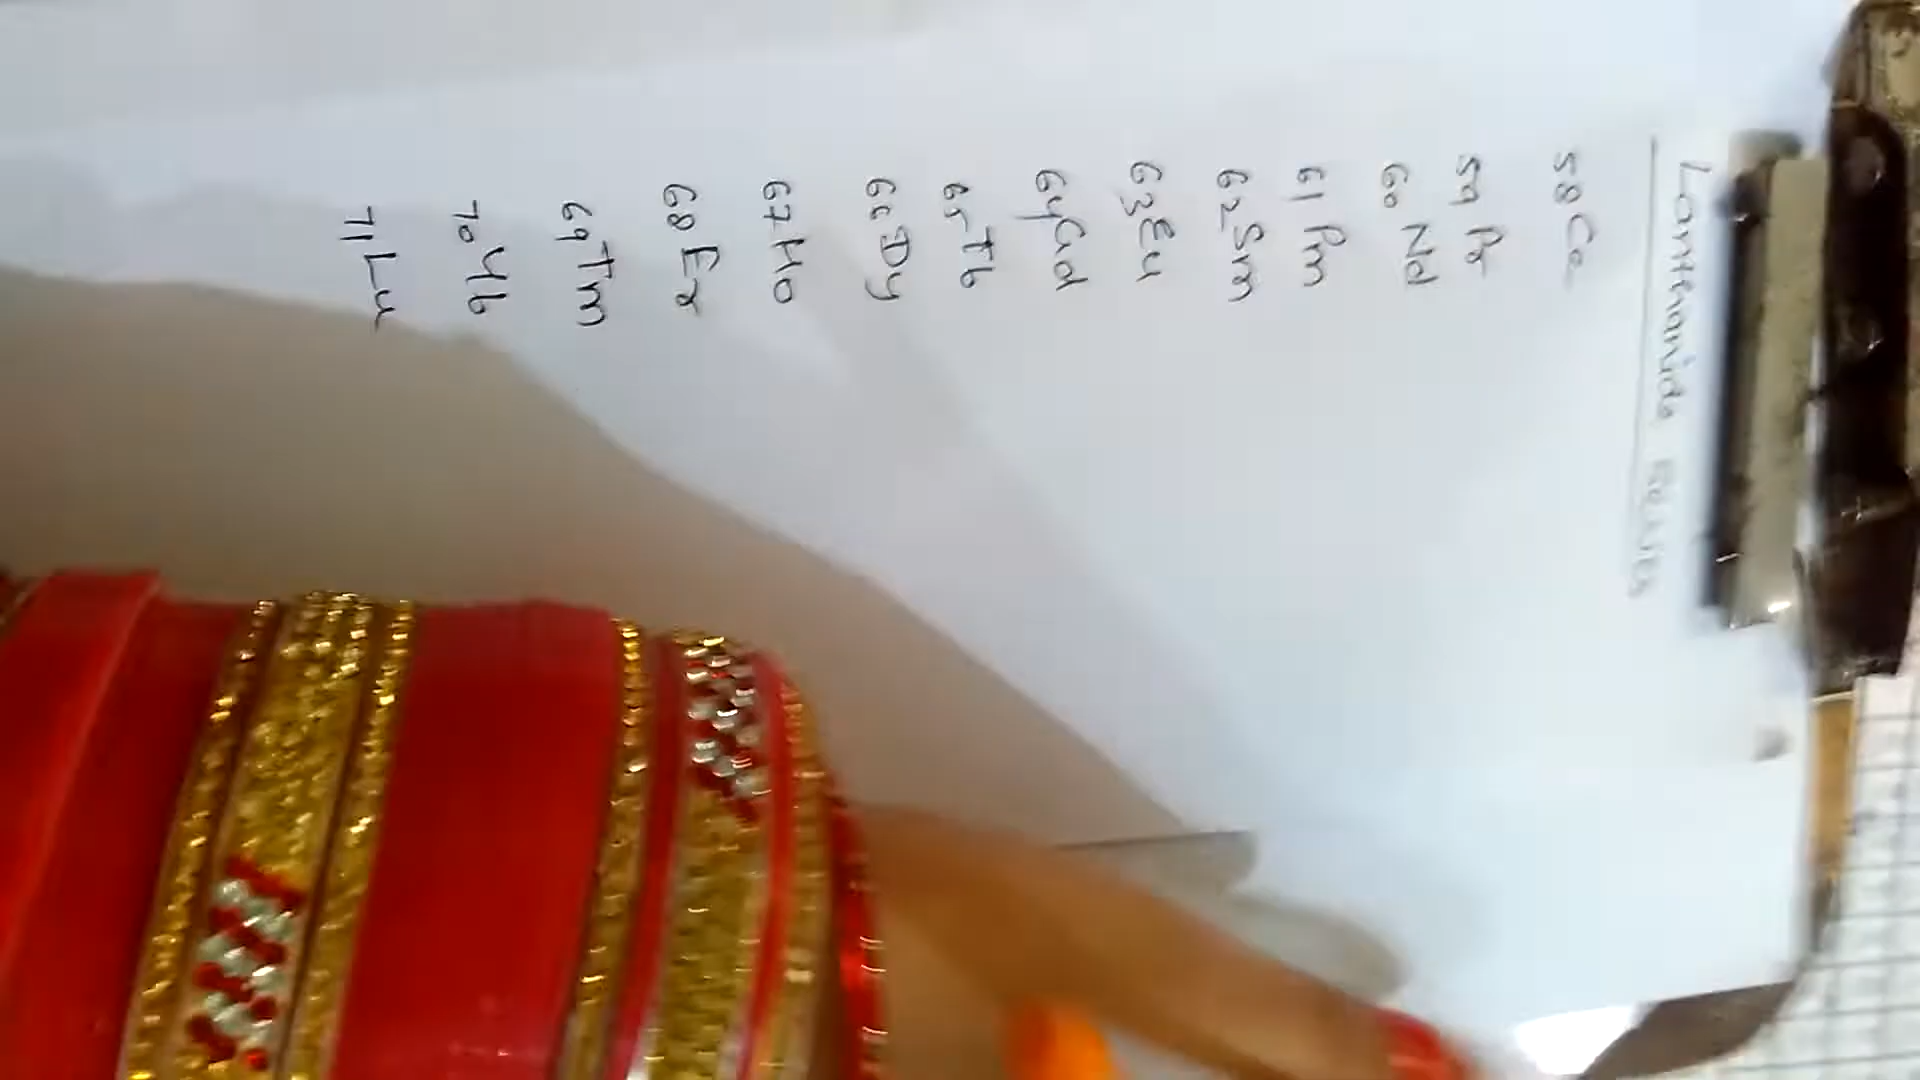 Lanthanide Series
58 Ce
59 Pr
60 Nd
61 Pm
62 Sm
63 Eu
64 Gd
65 Tb
66 Dy
67 Ho
68 Er
69 Tm
70 Yb
71 Lu